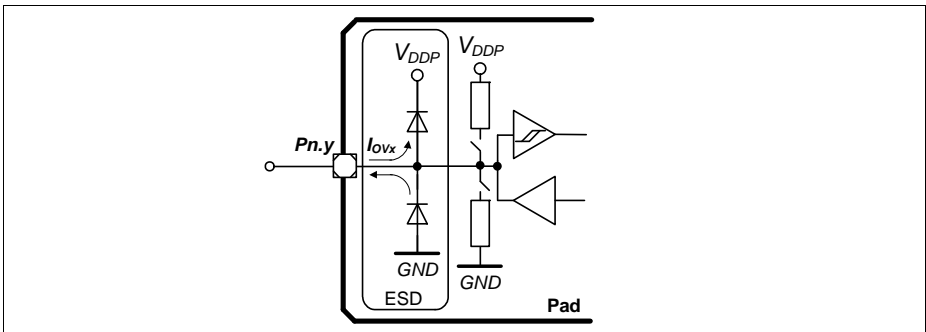 VDDP
VDDP
Pn.y
IOVx
GND
GND
ESD
Pad